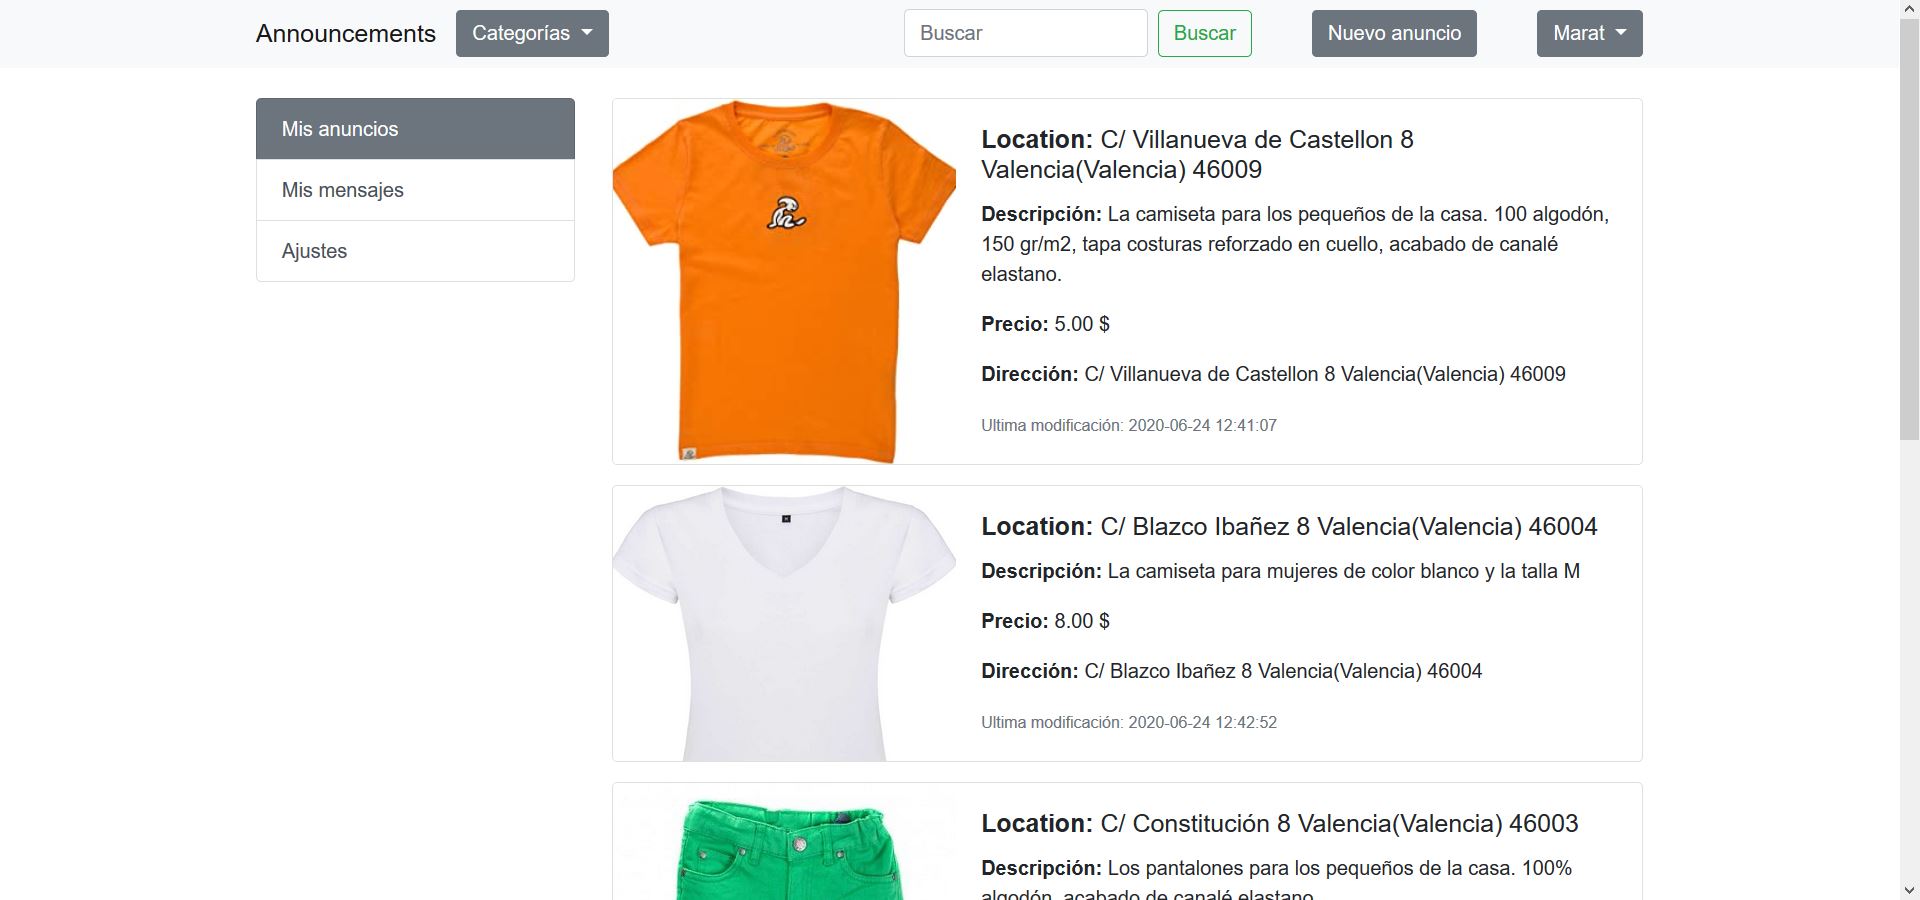 Announcements
Categorías
Buscar
Buscar
Nuevo anuncio
Marat
Mis anuncios
Mis mensajes
Ajustes
Location: C/ Villanueva de Castellon 8
Valencia(Valencia) 46009
Descripción: La camiseta para los pequeños de la casa. 100 algodón,
150 gr/m2, tapa costuras reforzado en cuello, acabado de canalé
elastano.
Precio: 5.00 $
Dirección: C/ Villanueva de Castellon 8 Valencia(Valencia) 46009
Ultima modificación: 2020-06-24 12:41:07
Location: C/ Blazco Ibañez 8 Valencia(Valencia) 46004
Descripción: La camiseta para mujeres de color blanco y la talla M
Precio: 8.00 $
Dirección: C/ Blazco Ibañez 8 Valencia(Valencia) 46004
Ultima modificación: 2020-06-24 12:42:52
Location: C/ Constitución 8 Valencia(Valencia) 46003
Descripción: Los pantalones para los pequeños de la casa. 100%
algodón, acabado de canalé elastano